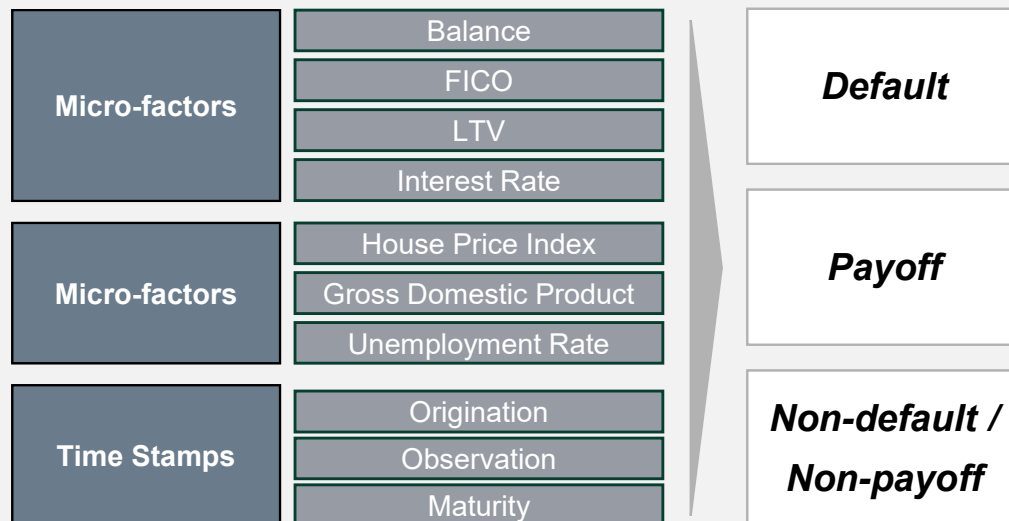 Micro-factors
Balance
FICO
LTV
Interest Rate
Micro-factors
House Price Index
Gross Domestic Product
Unemployment Rate
Time Stamps
Origination
Observation
Maturity
Default
Payoff
Non-default /
Non-payoff